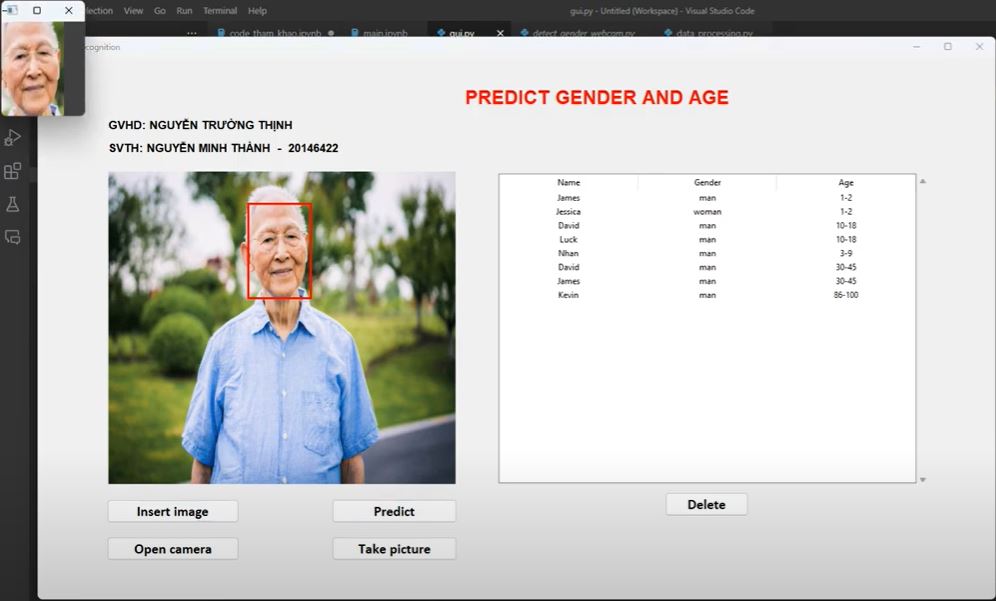 lection View Go Run Terminal Help
gui.py - Untitled (Workspace) - Visual Studio Code
... code_tham_khao.ipynb main.ipynb gui.py detect_gender_webcam.py data_processing.py
cognition
PREDICT GENDER AND AGE
GVHD: NGUYỄN TRƯỜNG THỊNH
SVTH: NGUYỄN MINH THÀNH - 20146422
Name Gender Age
James man 1-2
Jessica woman 1-2
David man 10-18
Luck man 10-18
Nhan man 3-9
David man 30-45
James man 30-45
Kevin man 86-100
Insert image Predict Delete
Open camera Take picture